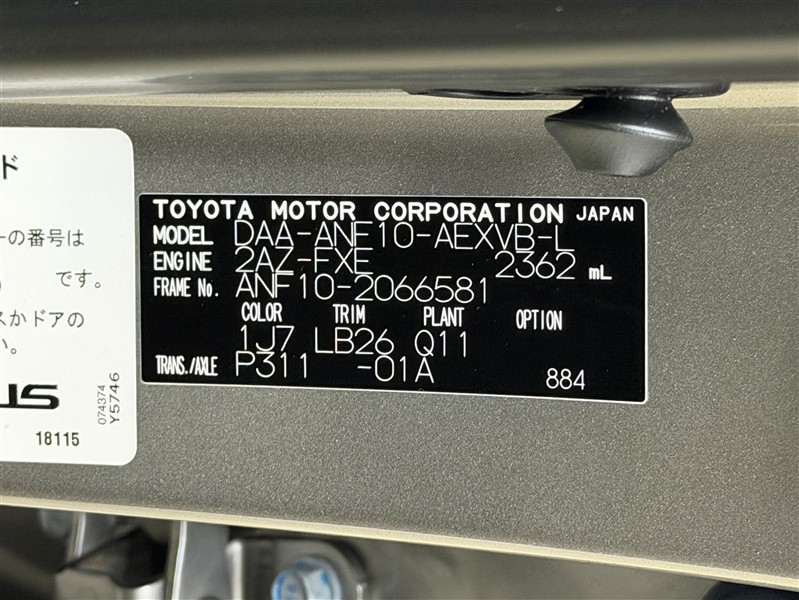 ド
ーの番号は
です。
スかドアの
い。
US
074374
Y5746
18115
TOYOTA MOTOR CORPORATION JAPAN
MODEL DAA-ANF10-AEXVB-L
ENGINE 2AZ-FXE 2362 mL
FRAME No. ANF10-2066581
COLOR TRIM PLANT OPTION
1J7 LB26 Q11
TRANS./AXLE P311 -01A 884